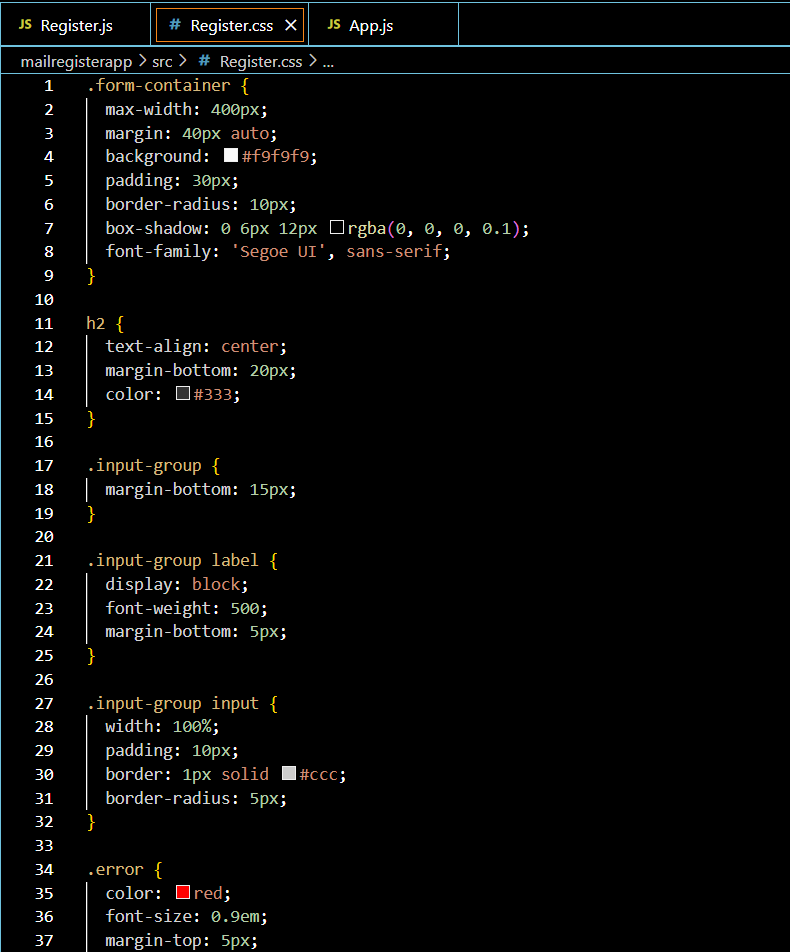 JS Register.js # Register.css × JS App.js
mailregisterapp > src > # Register.css > ...
1 .form-container {
2 max-width: 400px;
3 margin: 40px auto;
4 background: #f9f9f9;
5 padding: 30px;
6 border-radius: 10px;
7 box-shadow: 0 6px 12px rgba(0, 0, 0, 0.1);
8 font-family: 'Segoe UI', sans-serif;
9 }
10
11 h2 {
12 text-align: center;
13 margin-bottom: 20px;
14 color: #333;
15 }
16
17 .input-group {
18 margin-bottom: 15px;
19 }
20
21 .input-group label {
22 display: block;
23 font-weight: 500;
24 margin-bottom: 5px;
25 }
26
27 .input-group input {
28 width: 100%;
29 padding: 10px;
30 border: 1px solid #ccc;
31 border-radius: 5px;
32 }
33
34 .error {
35 color: red;
36 font-size: 0.9em;
37 margin-top: 5px;